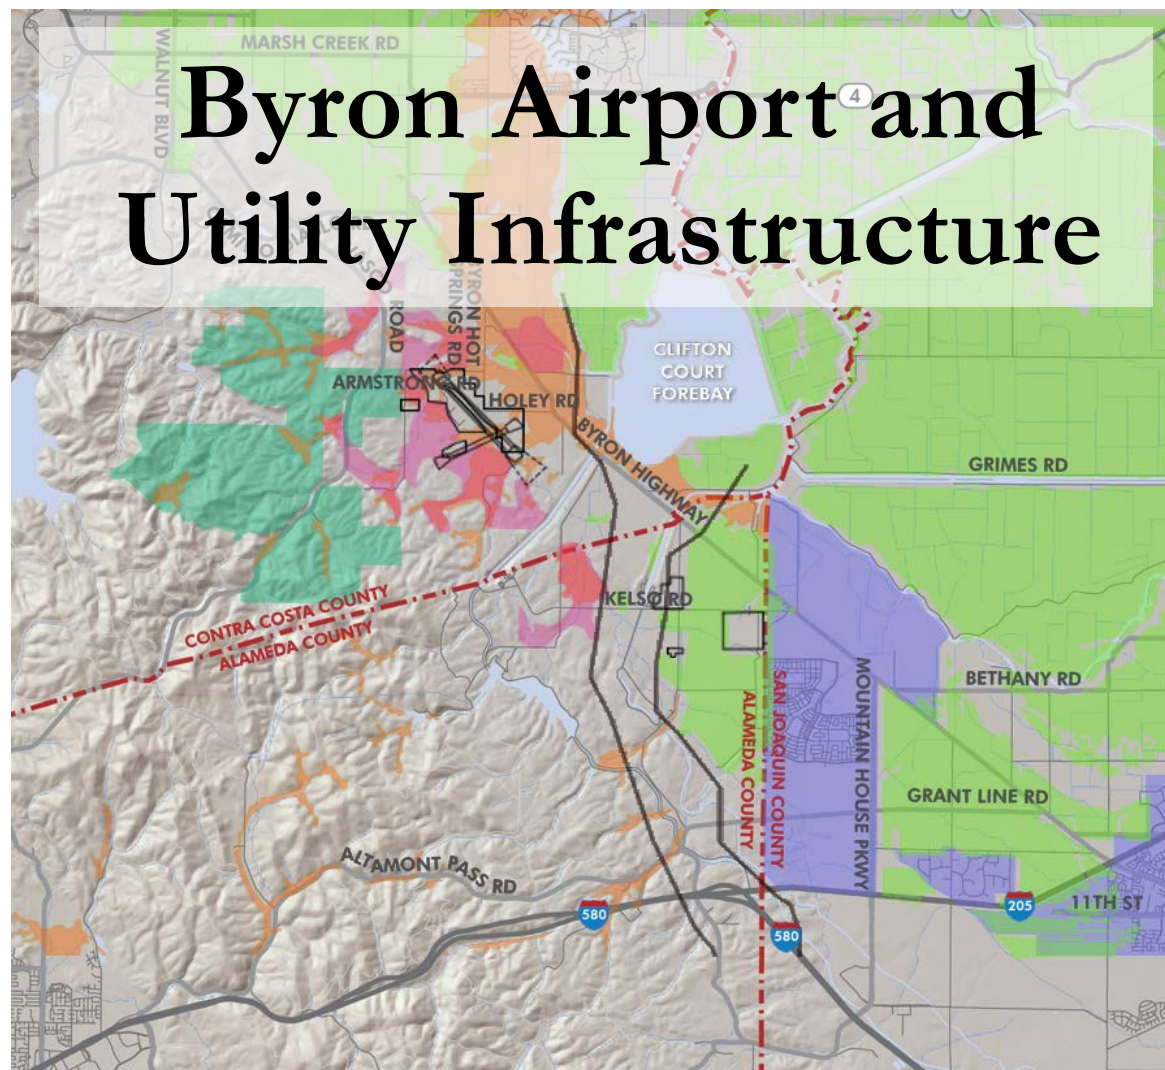 MARSH CREEK RD
WALNUT BLVD
4
Byron Airport and
Utility Infrastructure
ROAD
BYRON HOT
SPRINGS RD
ARMSTRONG RD
HOLEY RD
CLIFTON
COURT
FOREBAY
BYRON HIGHWAY
GRIMES RD
CONTRA COSTA COUNTY
ALAMEDA COUNTY
KELSO RD
BETHANY RD
MOUNTAIN HOUSE PKWY
SAN JOAQUIN COUNTY
ALAMEDA COUNTY
GRANT LINE RD
ALTAMONT PASS RD
580
205
11TH ST
580